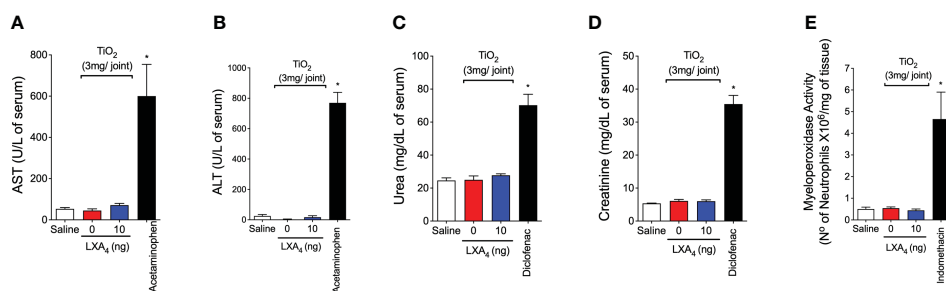 A
TiO2
(3mg/ joint)
*
800
600
400
200
0
AST (U/L of serum)
Saline
0
10
LXA4 (ng)
Acetaminophen
B
TiO2
(3mg/ joint)
*
1000
800
600
400
200
0
ALT (U/L of serum)
Saline
0
10
LXA4 (ng)
Acetaminophen
C
TiO2
(3mg/ joint)
*
100
80
60
40
20
0
Urea (mg/dL of serum)
Saline
0
10
LXA4 (ng)
Diclofenac
D
TiO2
(3mg/ joint)
*
50
40
30
20
10
0
Creatinine (mg/dL of serum)
Saline
0
10
LXA4 (ng)
Diclofenac
E
TiO2
(3mg/ joint)
*
6
5
4
3
2
1
0
Myeloperoxidase Activity
(Nº of Neutrophils X10⁶/mg of tissue)
Saline
0
10
LXA4 (ng)
Indomethacin